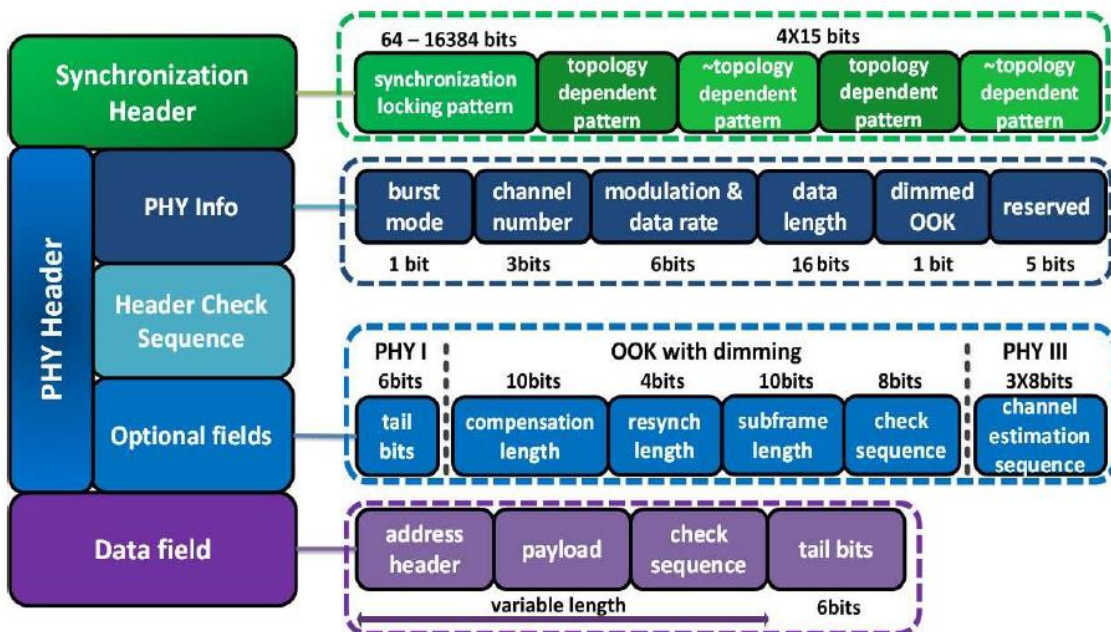 Synchronization
Header
64 – 16384 bits
4X15 bits
synchronization
locking pattern
topology
dependent
pattern
~topology
dependent
pattern
topology
dependent
pattern
~topology
dependent
pattern
PHY Header
PHY Info
burst
mode
channel
number
modulation &
data rate
data
length
dimmed
OOK
reserved
1 bit
3bits
6bits
16 bits
1 bit
5 bits
Header Check
Sequence
Optional fields
PHY I
OOK with dimming
PHY III
6bits
10bits
4bits
10bits
8bits
3X8bits
tail
bits
compensation
length
resynch
length
subframe
length
check
sequence
channel
estimation
sequence
Data field
address
header
payload
check
sequence
tail bits
variable length
6bits